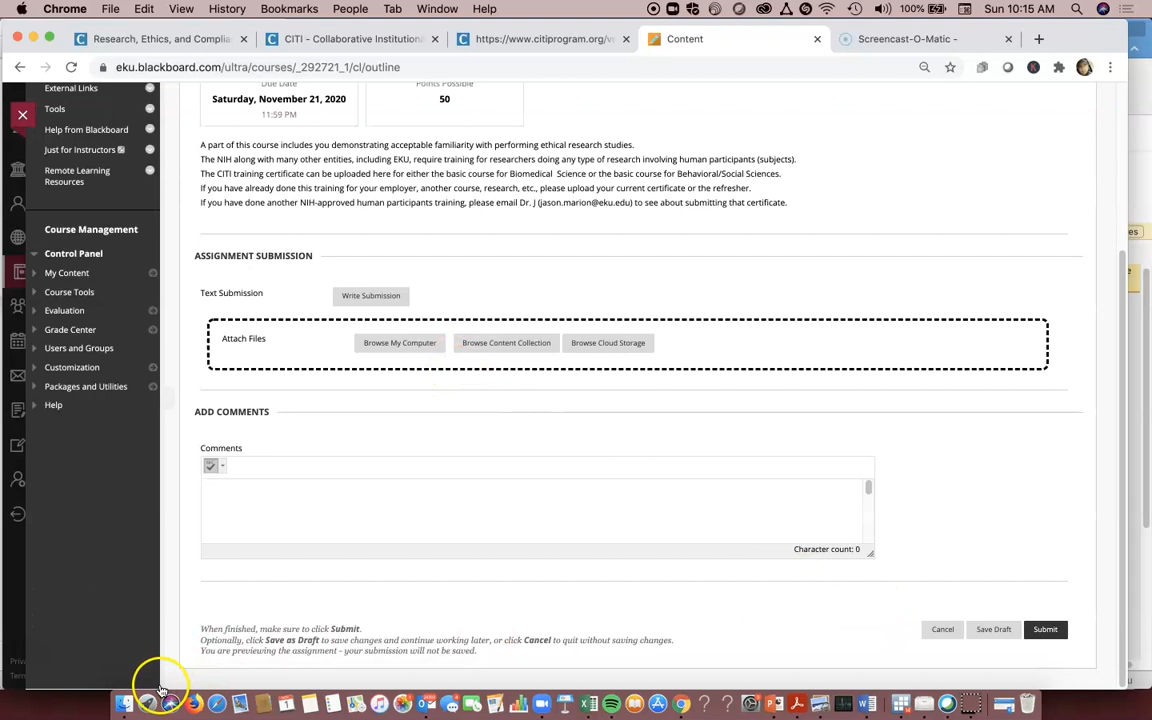 Chrome File Edit View History Bookmarks People Tab Window Help 100% Sun 10:15 AM
Research, Ethics, and Complia × CITI - Collaborative Institution × https://www.citiprogram.org/v × Content × Screencast-O-Matic - × +
eku.blackboard.com/ultra/courses/_292721_1/cl/outline
External Links
Tools
Help from Blackboard
Just for Instructors
Remote Learning
Resources
Course Management
Control Panel
My Content
Course Tools
Evaluation
Grade Center
Users and Groups
Customization
Packages and Utilities
Help
Due Date Points Possible
Saturday, November 21, 2020 50
11:59 PM
A part of this course includes you demonstrating acceptable familiarity with performing ethical research studies.
The NIH along with many other entities, including EKU, require training for researchers doing any type of research involving human participants (subjects).
The CITI training certificate can be uploaded here for either the basic course for Biomedical Science or the basic course for Behavioral/Social Sciences.
If you have already done this training for your employer, another course, research, etc., please upload your current certificate or the refresher.
If you have done another NIH-approved human participants training, please email Dr. J (jason.marion@eku.edu) to see about submitting that certificate.
ASSIGNMENT SUBMISSION
Text Submission Write Submission
Attach Files Browse My Computer Browse Content Collection Browse Cloud Storage
ADD COMMENTS
Comments
Character count: 0
When finished, make sure to click Submit.
Optionally, click Save as Draft to save changes and continue working later, or click Cancel to quit without saving changes.
You are previewing the assignment - your submission will not be saved.
Cancel Save Draft Submit